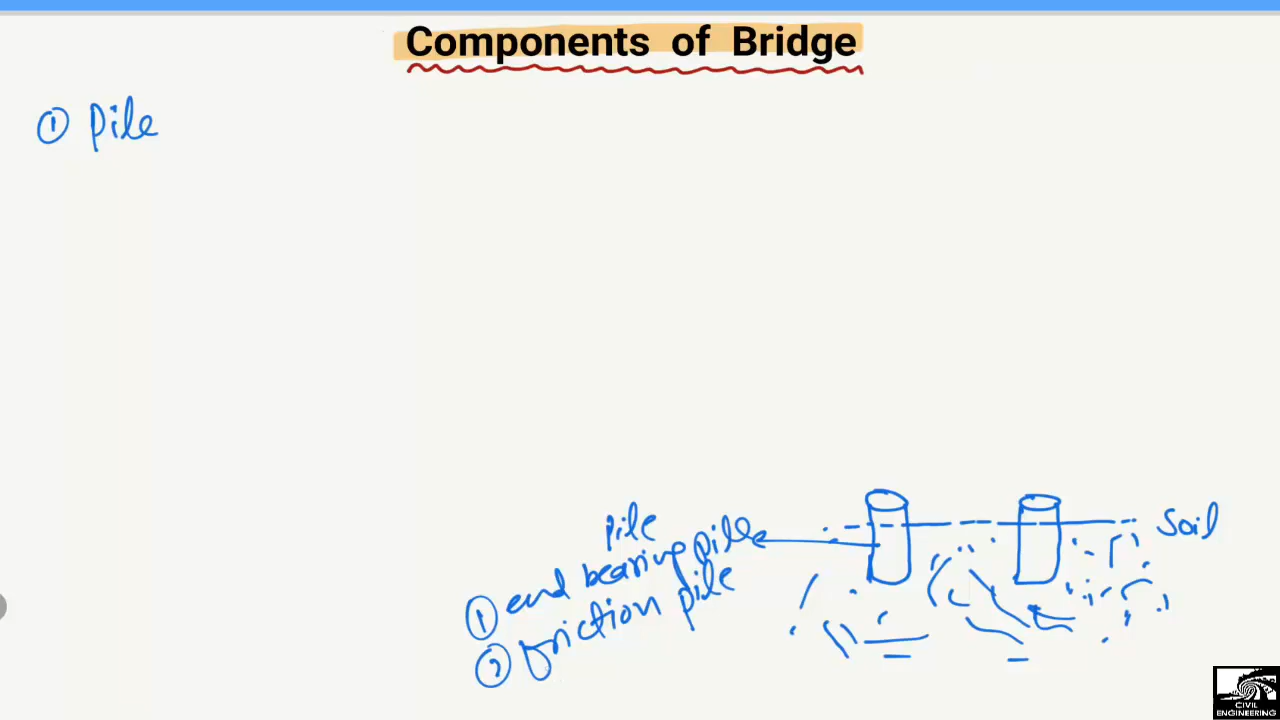 Components of Bridge
① Pile
pile
① end bearing pile
② friction pile
Soil
CIVIL
ENGINEERING